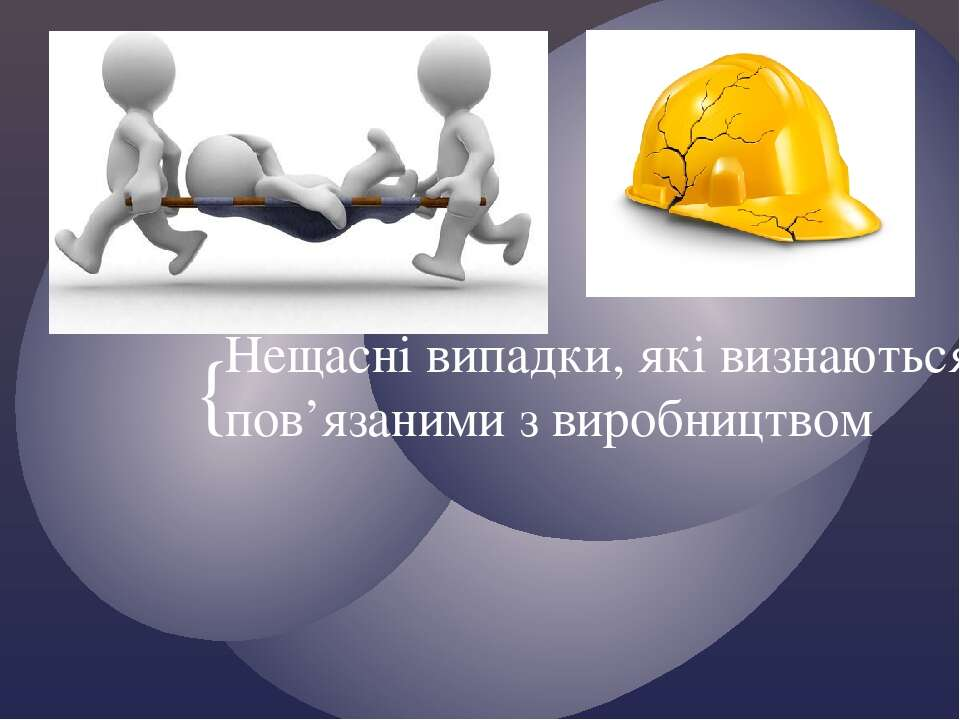 Нещасні випадки, які визнаються
пов’язаними з виробництвом